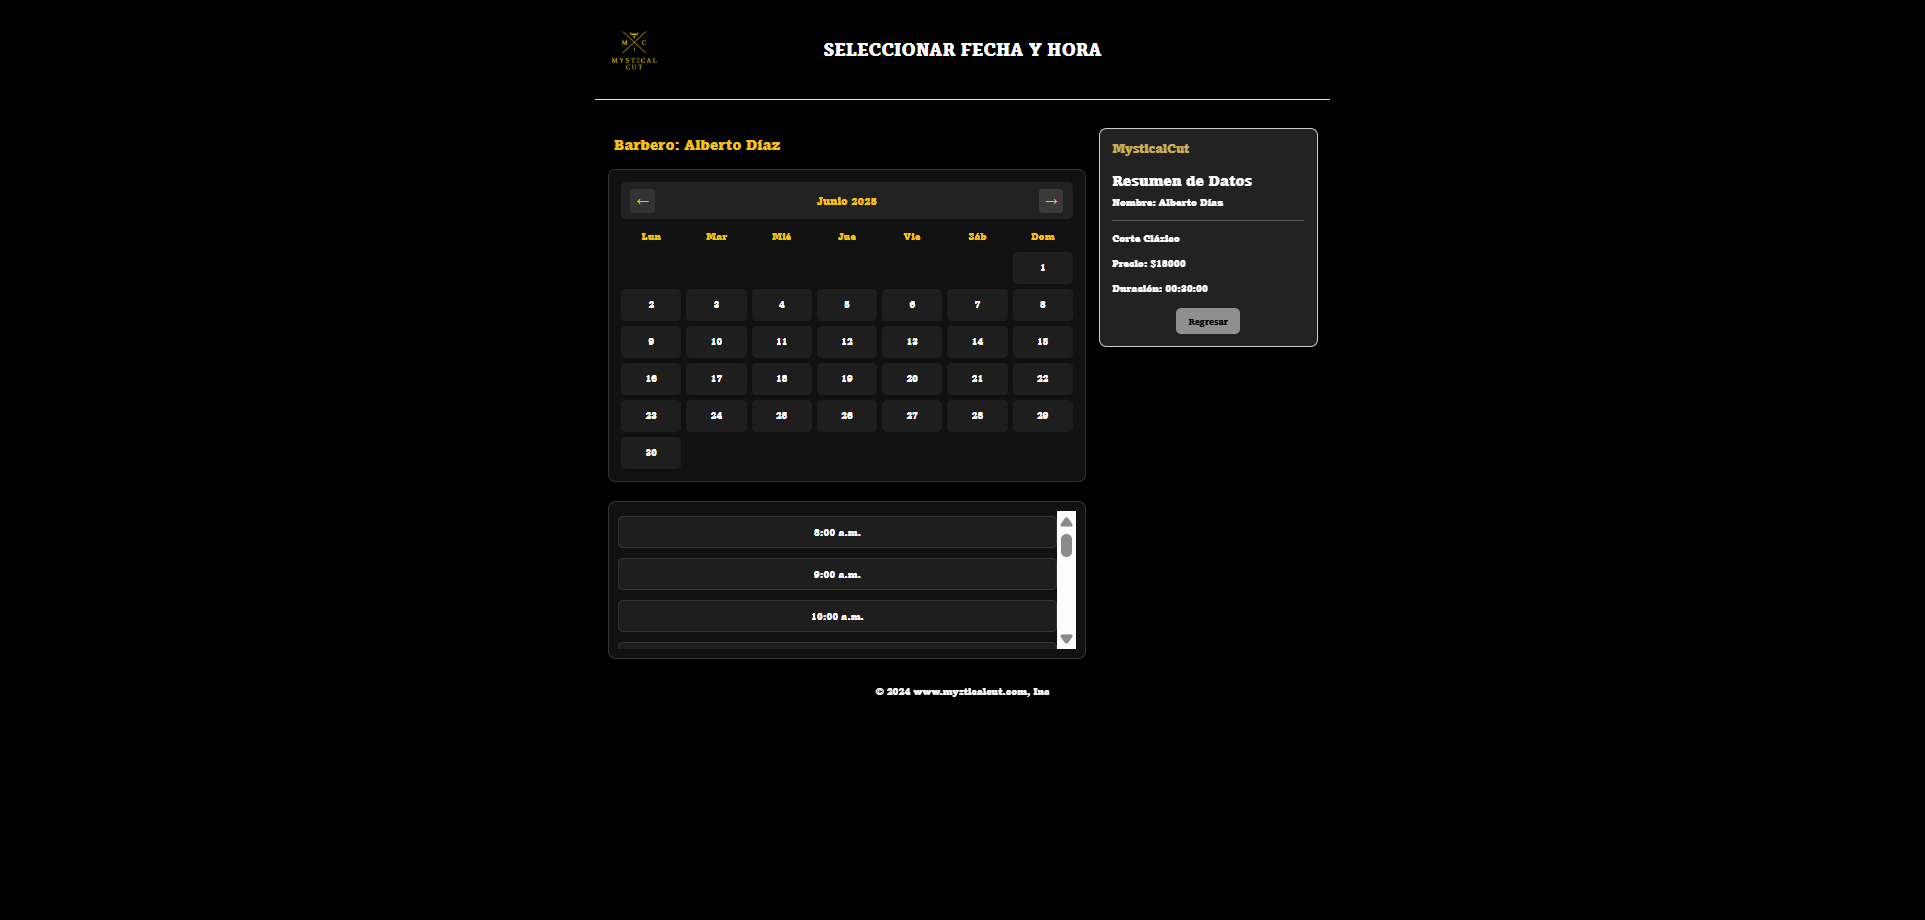 M C
MYSTICAL
CUT
SELECCIONAR FECHA Y HORA
Barbero: Alberto Díaz
← Junio 2025 →
Lun Mar Mié Jue Vie Sáb Dom
1
2 3 4 5 6 7 8
9 10 11 12 13 14 15
16 17 18 19 20 21 22
23 24 25 26 27 28 29
30
8:00 a.m.
9:00 a.m.
10:00 a.m.
MysticalCut
Resumen de Datos
Nombre: Alberto Díaz
Corte Clásico
Precio: $18000
Duración: 00:30:00
Regresar
© 2024 www.mysticalcut.com, Inc